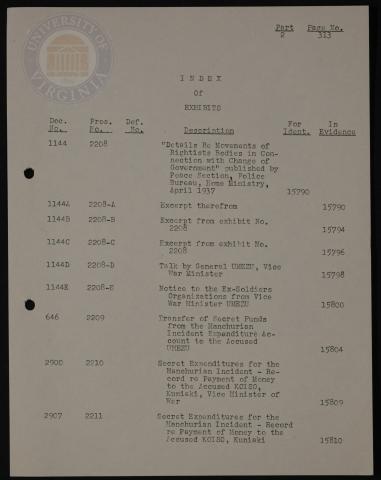 UNIVERSITY OF VIRGINIA
Part Page No.
2 313
I N D E X
Of
EXHIBITS
Doc. Pros. Def. For In
No. No. No. Description Ident. Evidence
1144 2208 "Details Re Movements of
Rightists Bodies in Con-
nection with Change of
Government" published by
Peace Section, Police
Bureau, Home Ministry,
April 1937 15790
1144A 2208-A Excerpt therefrom 15790
1144B 2208-B Excerpt from exhibit No.
2208 15794
1144C 2208-C Excerpt from exhibit No.
2208 15796
1144D 2208-D Talk by General UMEZU, Vice
War Minister 15798
1144E 2208-E Notice to the Ex-Soldiers
Organizations from Vice
War Minister UMEZU 15800
646 2209 Transfer of Secret Funds
from the Manchurian
Incident Expenditure Ac-
count to the Accused
UMEZU 15804
2900 2210 Secret Expenditures for the
Manchurian Incident - Re-
cord re Payment of Money
to the Accused KOISO,
Kuniaki, Vice Minister of
War 15809
2907 2211 Secret Expenditures for the
Manchurian Incident - Record
re Payment of Money to the
Accused KOISO, Kuniaki 15810